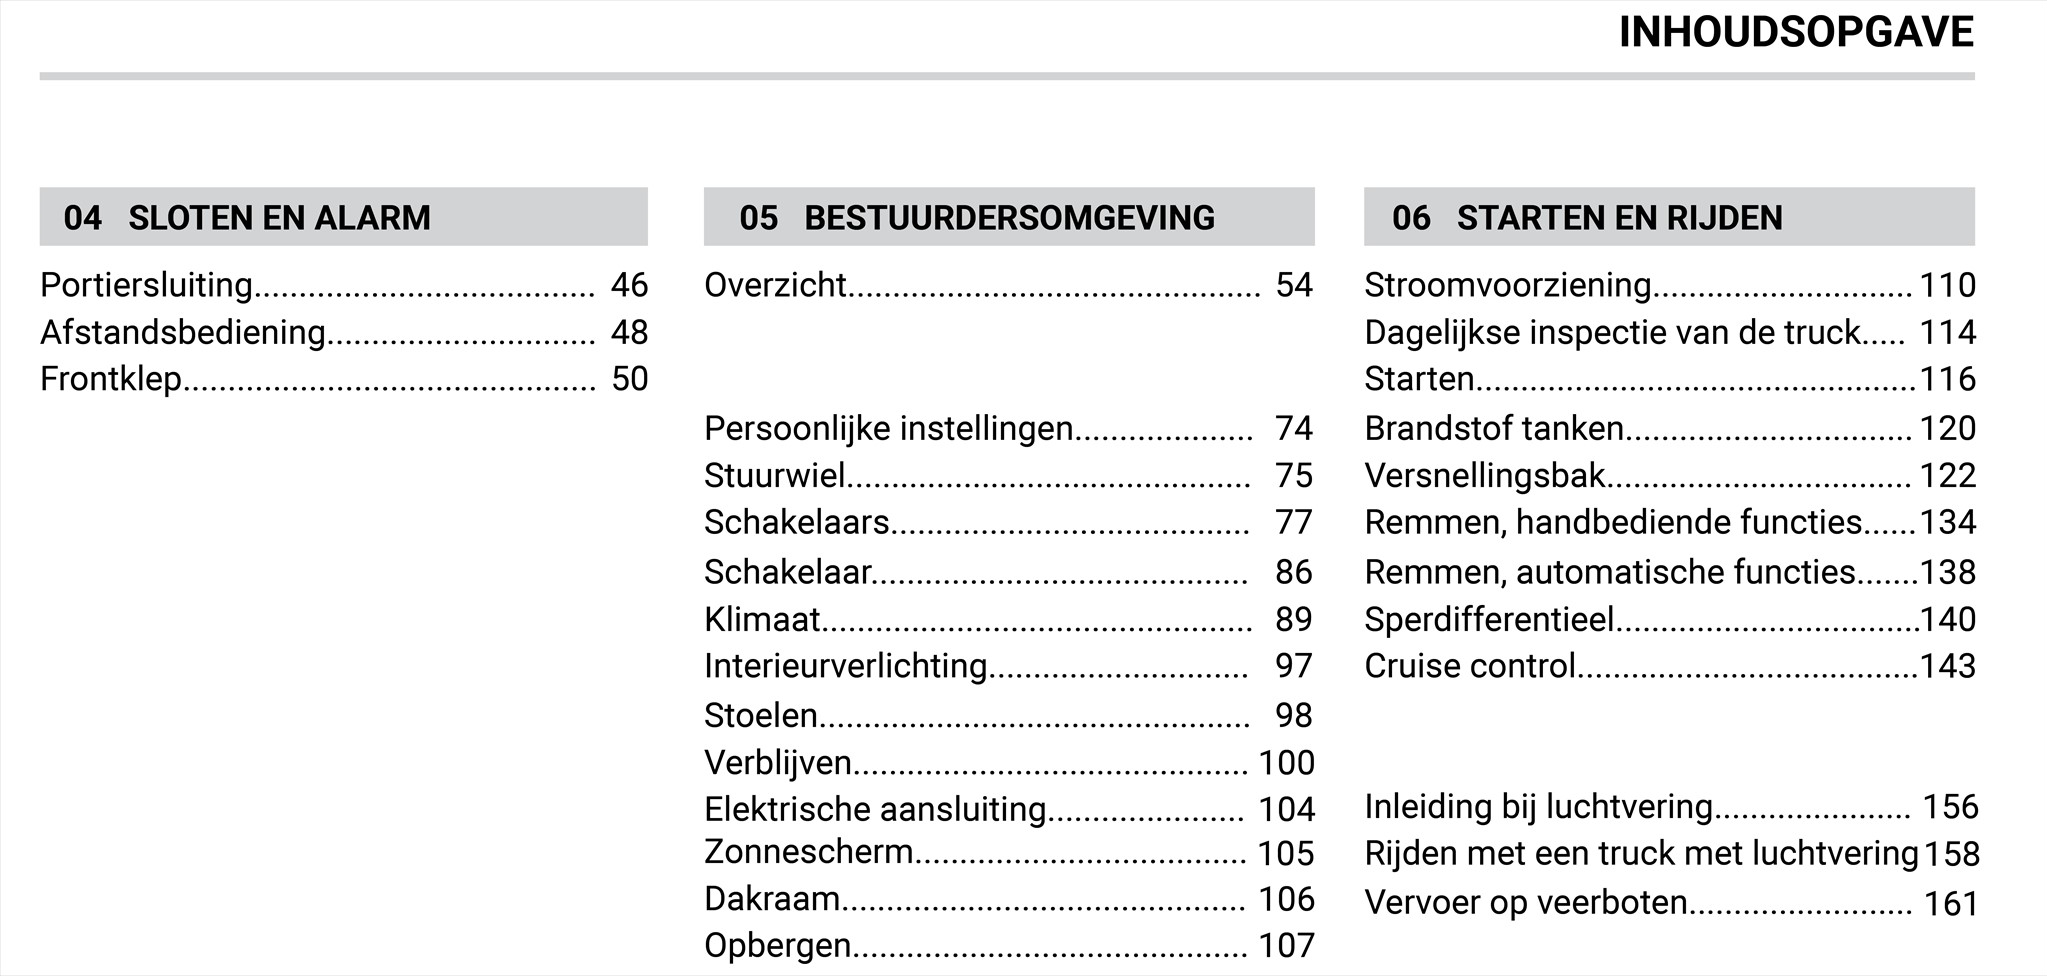 INHOUDSOPGAVE
04 SLOTEN EN ALARM
Portiersluiting...................................... 46
Afstandsbediening.............................. 48
Frontklep.............................................. 50
05 BESTUURDERSOMGEVING
Overzicht.............................................. 54
Persoonlijke instellingen.................... 74
Stuurwiel............................................. 75
Schakelaars........................................ 77
Schakelaar.......................................... 86
Klimaat................................................ 89
Interieurverlichting............................. 97
Stoelen................................................ 98
Verblijven............................................ 100
Elektrische aansluiting...................... 104
Zonnescherm..................................... 105
Dakraam............................................. 106
Opbergen............................................ 107
06 STARTEN EN RIJDEN
Stroomvoorziening............................. 110
Dagelijkse inspectie van de truck..... 114
Starten.................................................116
Brandstof tanken................................ 120
Versnellingsbak.................................. 122
Remmen, handbediende functies......134
Remmen, automatische functies.......138
Sperdifferentieel..................................140
Cruise control......................................143
Inleiding bij luchtvering...................... 156
Rijden met een truck met luchtvering 158
Vervoer op veerboten......................... 161